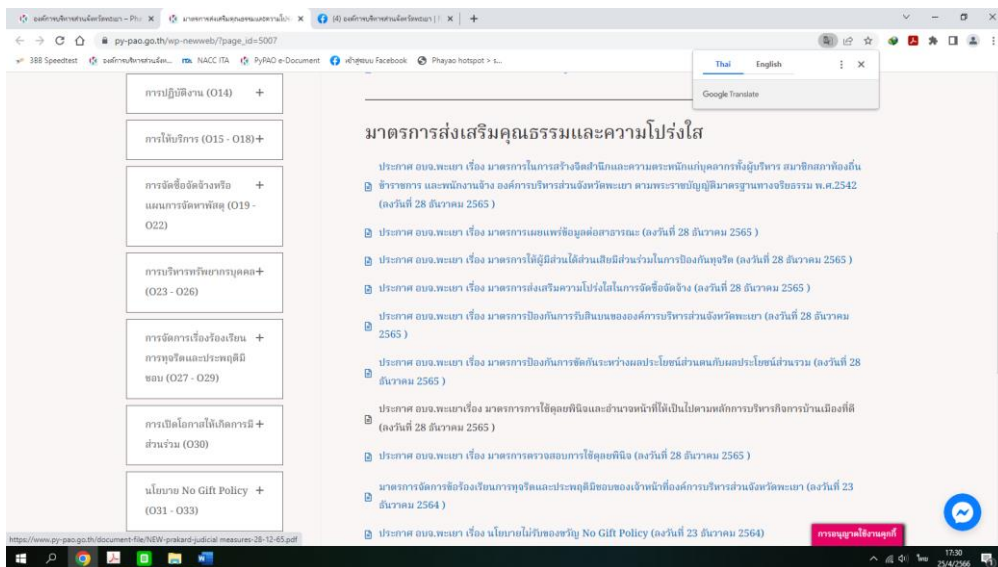 องค์การบริหารส่วนจังหวัดพะเยา – Pha
มาตรการส่งเสริมคุณธรรมและความโปร่งใส
(4) องค์การบริหารส่วนจังหวัดพะเยา |
py-pao.go.th/wp-newweb/?page_id=5007
3BB Speedtest
องค์การบริหารส่วนจังห...
NACC ITA
PyPAO e-Document
เข้าสู่ระบบ Facebook
Phayao hotspot > s...
Thai English
Google Translate
การปฏิบัติงาน (O14) +
การให้บริการ (O15 - O18)+
การจัดซื้อจัดจ้างหรือ +
แผนการจัดหาพัสดุ (O19 -
O22)
การบริหารทรัพยากรบุคคล+
(O23 - O26)
การจัดการเรื่องร้องเรียน +
การทุจริตและประพฤติมิ
ชอบ (O27 - O29)
การเปิดโอกาสให้เกิดการมี +
ส่วนร่วม (O30)
นโยบาย No Gift Policy +
(O31 - O33)
มาตรการส่งเสริมคุณธรรมและความโปร่งใส
ประกาศ อบจ.พะเยา เรื่อง มาตรการในการสร้างจิตสำนึกและความตระหนักแก่บุคลากรทั้งผู้บริหาร สมาชิกสภาท้องถิ่น
ข้าราชการ และพนักงานจ้าง องค์การบริหารส่วนจังหวัดพะเยา ตามพระราชบัญญัติมาตรฐานทางจริยธรรม พ.ศ.2542
(ลงวันที่ 28 ธันวาคม 2565 )
ประกาศ อบจ.พะเยา เรื่อง มาตรการเผยแพร่ข้อมูลต่อสาธารณะ (ลงวันที่ 28 ธันวาคม 2565 )
ประกาศ อบจ.พะเยา เรื่อง มาตรการให้ผู้มีส่วนได้ส่วนเสียมีส่วนร่วมในการป้องกันทุจริต (ลงวันที่ 28 ธันวาคม 2565 )
ประกาศ อบจ.พะเยา เรื่อง มาตรการส่งเสริมความโปร่งใสในการจัดซื้อจัดจ้าง (ลงวันที่ 28 ธันวาคม 2565 )
ประกาศ อบจ.พะเยา เรื่อง มาตรการป้องกันการรับสินบนขององค์การบริหารส่วนจังหวัดพะเยา (ลงวันที่ 28 ธันวาคม
2565 )
ประกาศ อบจ.พะเยา เรื่อง มาตรการป้องกันการขัดกันระหว่างผลประโยชน์ส่วนตนกับผลประโยชน์ส่วนรวม (ลงวันที่ 28
ธันวาคม 2565 )
ประกาศ อบจ.พะเยาเรื่อง มาตรการการใช้ดุลยพินิจและอำนาจหน้าที่ให้เป็นไปตามหลักการบริหารกิจการบ้านเมืองที่ดี
(ลงวันที่ 28 ธันวาคม 2565 )
ประกาศ อบจ.พะเยา เรื่อง มาตรการตรวจสอบการใช้ดุลยพินิจ (ลงวันที่ 28 ธันวาคม 2565 )
มาตรการจัดการข้อร้องเรียนการทุจริตและประพฤติมิชอบของเจ้าหน้าที่องค์การบริหารส่วนจังหวัดพะเยา (ลงวันที่ 23
ธันวาคม 2564 )
ประกาศ อบจ.พะเยา เรื่อง นโยบายไม่รับของขวัญ No Gift Policy (ลงวันที่ 23 ธันวาคม 2564)
การอนุญาตใช้งานคุกกี้
https://www.py-pao.go.th/document-file/NEW-prakard-judicial measures-28-12-65.pdf
ไทย
17:30
25/4/2566